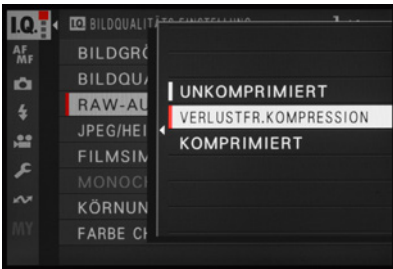 I.Q.
I.Q. BILDQUALITÄTS-EINSTELLUNG
AF
MF
BILDGRÖ
BILDQUA
RAW-AU
JPEG/HEI
FILMSIM
MONOCH
KÖRNUN
FARBE CH
MY
UNKOMPRIMIERT
VERLUSTFR.KOMPRESSION
KOMPRIMIERT